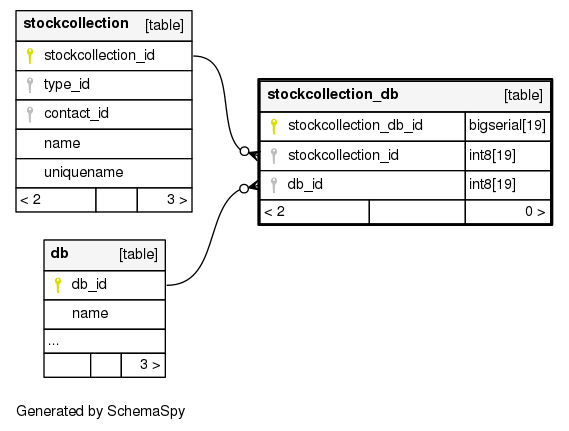 stockcollection [table]
stockcollection_id
type_id
contact_id
name
uniquename
< 2 3 >
stockcollection_db [table]
stockcollection_db_id bigserial[19]
stockcollection_id int8[19]
db_id int8[19]
< 2 0 >
db [table]
db_id
name
...
3 >
Generated by SchemaSpy